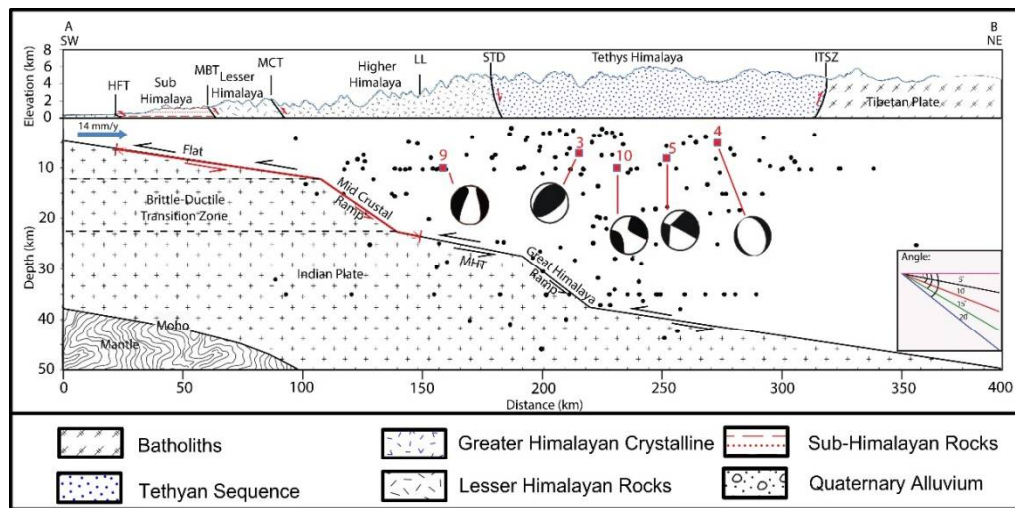 A
SW
B
NE
Elevation (km)
8
6
4
2
0
HFT
Sub
Himalaya
MBT
Lesser
Himalaya
MCT
Higher
Himalaya
LL
STD
Tethys Himalaya
ITSZ
Tibetan Plate
14 mm/y
Flat
9
3
10
5
4
10
Brittle-Ductile
Transition Zone
Mid Crustal
Ramp
20
Depth (km)
MHT
Great Himalaya
Ramp
30
Indian Plate
40
Moho
Mantle
50
Angle:
5°
10
15
20
0
50
100
150
200
250
300
350
400
Distance (km)
Batholiths
Greater Himalayan Crystalline
Sub-Himalayan Rocks
Tethyan Sequence
Lesser Himalayan Rocks
Quaternary Alluvium